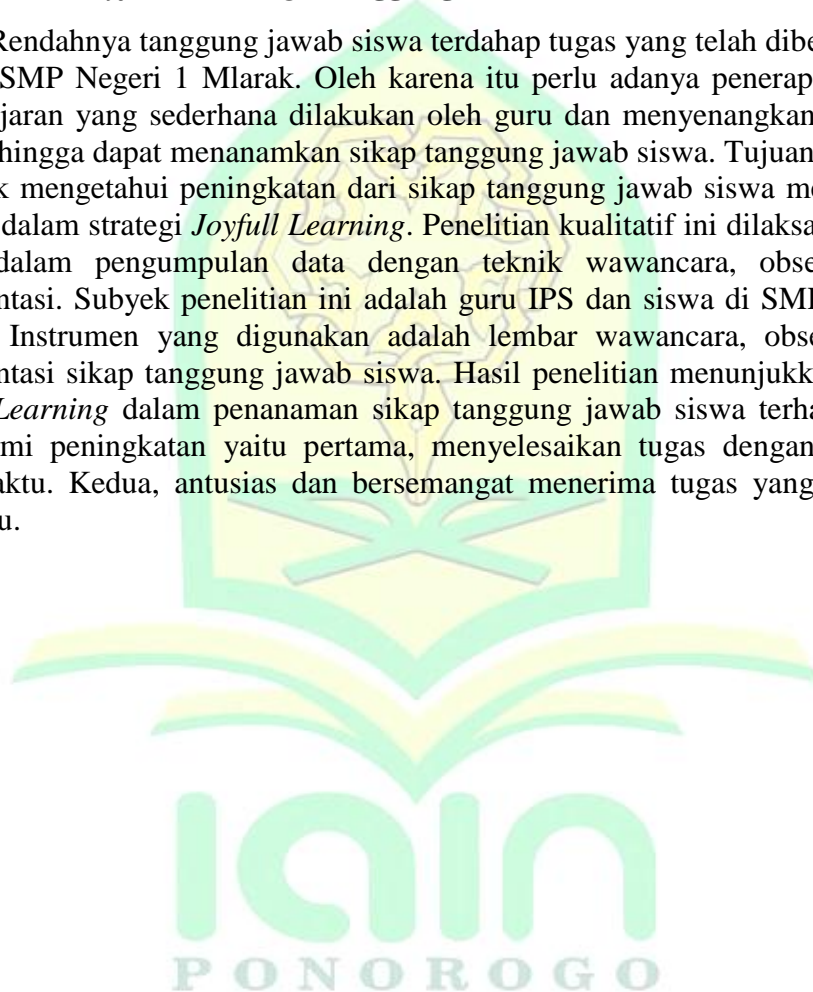 Rendahnya tanggung jawab siswa terdahap tugas yang telah dibe
SMP Negeri 1 Mlarak. Oleh karena itu perlu adanya penerap
jaran yang sederhana dilakukan oleh guru dan menyenangkan
hingga dapat menanamkan sikap tanggung jawab siswa. Tujuan
k mengetahui peningkatan dari sikap tanggung jawab siswa me
dalam strategi Joyfull Learning. Penelitian kualitatif ini dilaksa
dalam pengumpulan data dengan teknik wawancara, obse
ntasi. Subyek penelitian ini adalah guru IPS dan siswa di SMP
Instrumen yang digunakan adalah lembar wawancara, obse
ntasi sikap tanggung jawab siswa. Hasil penelitian menunjukk
Learning dalam penanaman sikap tanggung jawab siswa terha
mi peningkatan yaitu pertama, menyelesaikan tugas dengan
aktu. Kedua, antusias dan bersemangat menerima tugas yang
u.
iain
PONOROGO